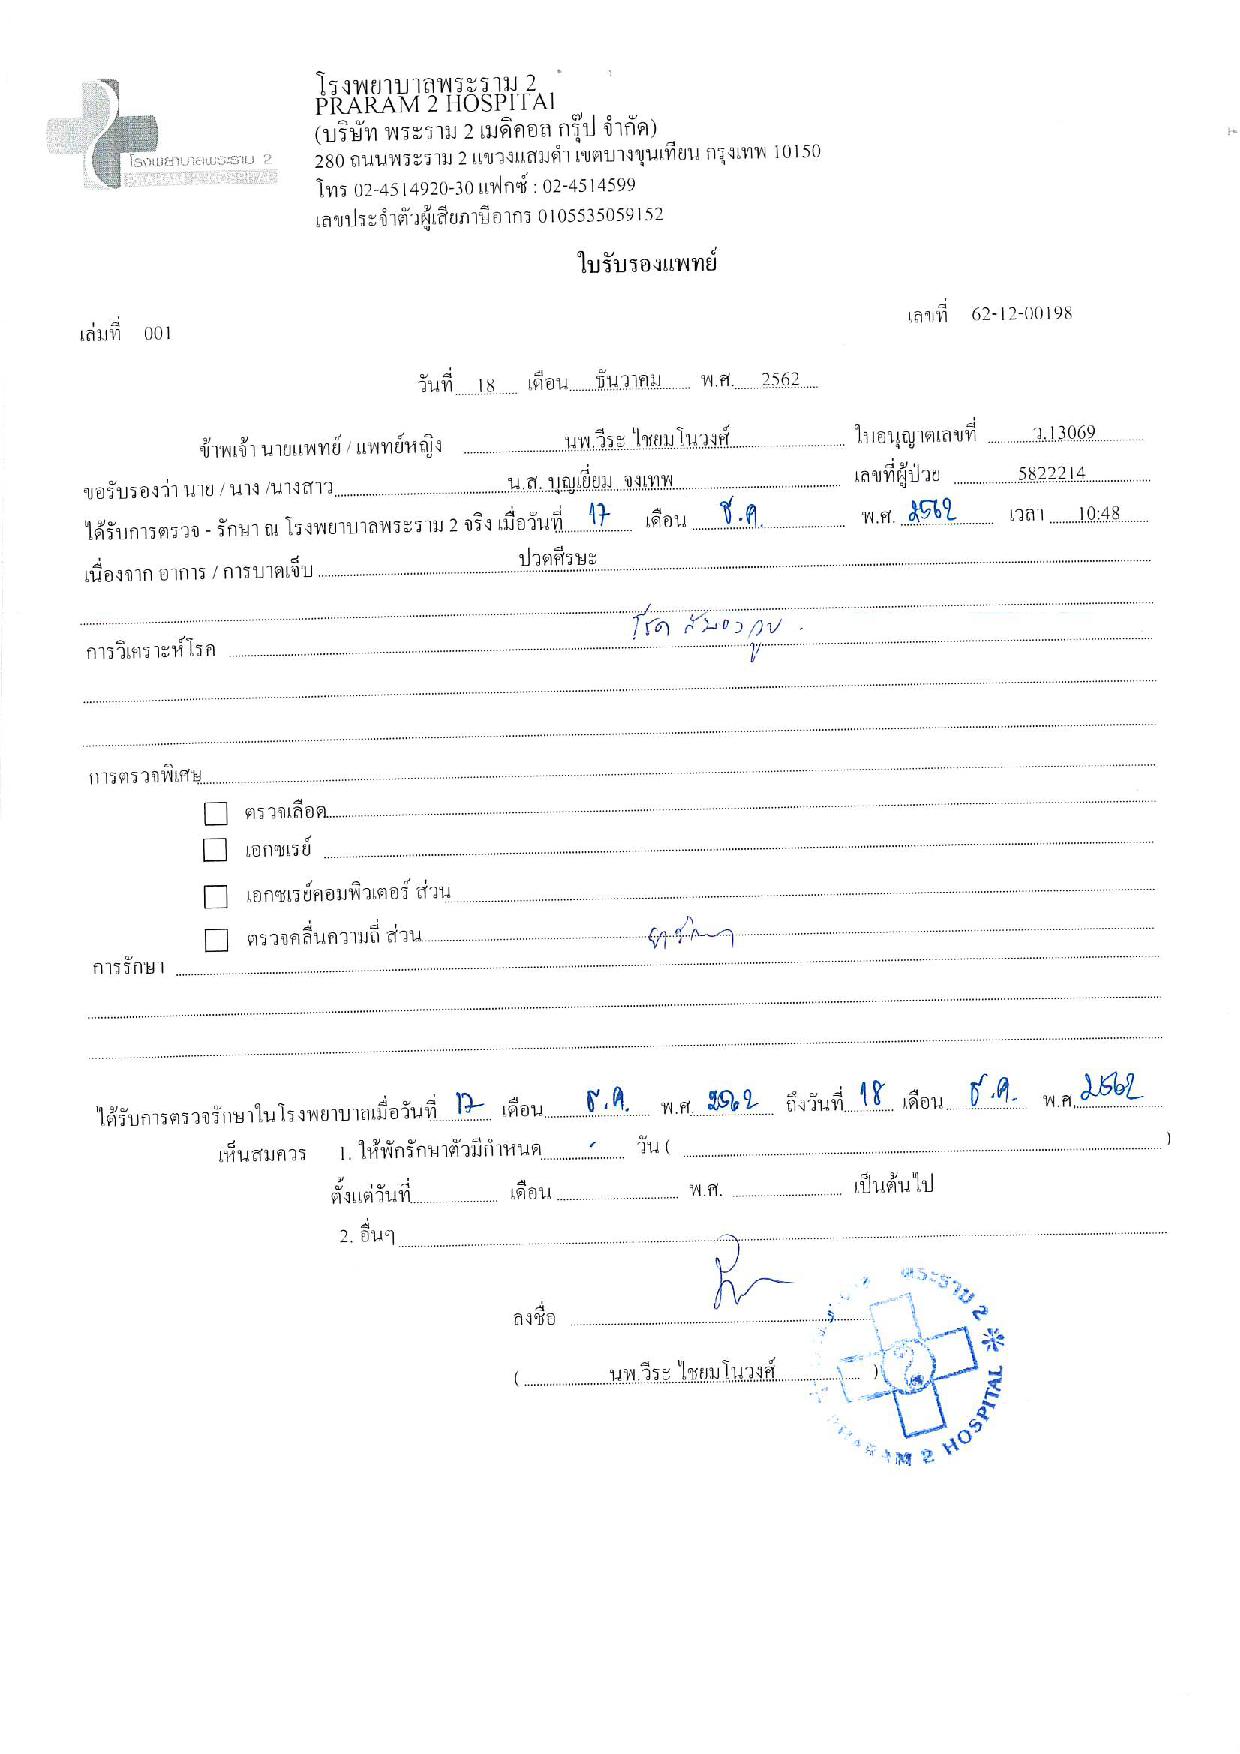 โรงพยาบาลพระราม 2
PRARAM 2 HOSPITAL
(บริษัท พระราม 2 เมดิคอล กรุ๊ป จำกัด)
โรงพยาบาลพระราม 2
280 ถนนพระราม 2 แขวงแสมดำ เขตบางขุนเทียน กรุงเทพ 10150
โทร 02-4514920-30 แฟกซ์ : 02-4514599
เลขประจำตัวผู้เสียภาษีอากร 0105535059152
ใบรับรองแพทย์
เลขที่ 62-12-00198
เล่มที่ 001
วันที่ 18 เดือน ธันวาคม พ.ศ. 2562
ข้าพเจ้า นายแพทย์ / แพทย์หญิง นพ.วีระ ไชยมโนวงศ์ ใบอนุญาตเลขที่ ว.13069
ขอรับรองว่า นาย / นาง /นางสาว น.ส. บุญเยี่ยม จงเทพ เลขที่ผู้ป่วย 5822214
ได้รับการตรวจ - รักษา ณ โรงพยาบาลพระราม 2 จริง เมื่อวันที่ 17 เดือน ธ.ค. พ.ศ. 2562 เวลา 10:48
เนื่องจาก อาการ / การบาดเจ็บ ปวดศีรษะ
การวิเคราะห์โรค โรค
การตรวจพิเศษ
ตรวจเลือด
เอกซเรย์
เอกซเรย์คอมพิวเตอร์ ส่วน
ตรวจคลื่นความถี่ ส่วน
การรักษา
ได้รับการตรวจรักษาในโรงพยาบาลเมื่อวันที่ 17 เดือน ธ.ค. พ.ศ 2562 ถึงวันที่ 18 เดือน ธ.ค. พ.ศ. 2562
เห็นสมควร 1. ให้พักรักษาตัวมีกำหนด - วัน ( )
ตั้งแต่วันที่ เดือน พ.ศ. เป็นต้นไป
2. อื่นๆ
ลงชื่อ
( นพ.วีระ ไชยมโนวงศ์ )
พระราม 2
PRARAM 2 HOSPITAL